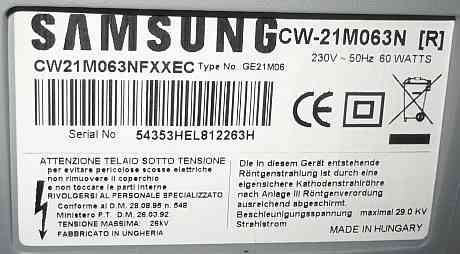 SAMSUNG CW-21M063N [R]
CW21M063NFXXEC Type No. GE21M06
230V ~ 50Hz 60 WATTS
Serial No 54353HEL812263H
ATTENZIONE TELAIO SOTTO TENSIONE
per evitare pericolose scosse elettriche
non rimuovere il coperchio
e non toccare le parti interne
RIVOLGERSI AL PERSONALE SPECIALIZZATO
Conforme al D.M. 28.08.95 n. 548
Ministero P.T. D.M. 26.03.92
TENSIONE MASSIMA: 29kV
FABBRICATO IN UNGHERIA
Die in diesem Gerät entstehende
Röntgenstrahlung ist durch eine
eigensichere Kathodenstrahlröhre
nach Anlage III Röntgenverordnung
ausreichend abgeschirmt.
Beschleunigungsspannung maximal 29.0 KV
Strahlstrom
MADE IN HUNGARY